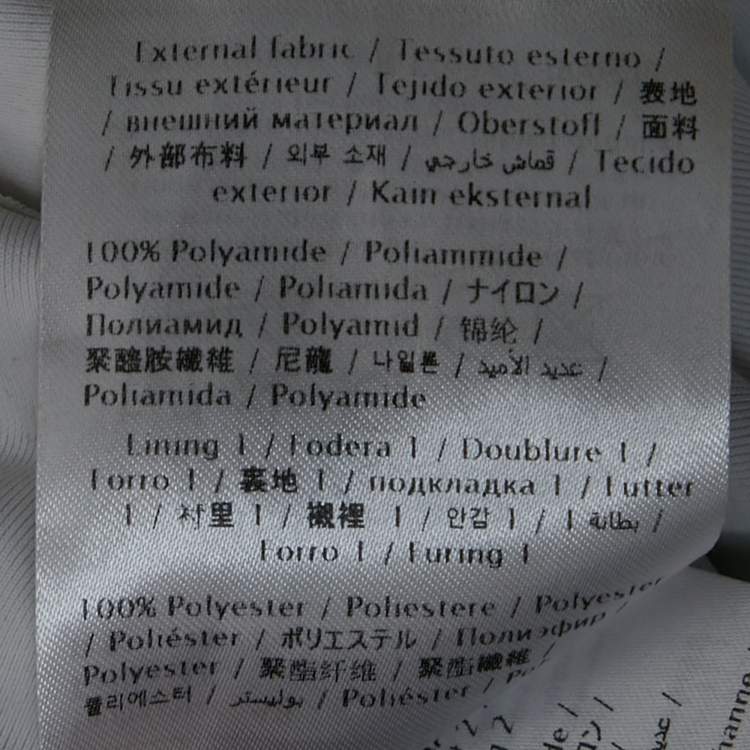 External fabric / Tessuto esterno /
Tissu extérieur / Tejido exterior / 表地
/ внешний материал / Oberstoff / 面料
/ 外部布料 / 외부 소재 / قماش خارجي / Tecido
exterior / Kain eksternal
100% Polyamide / Poliammide /
Polyamide / Poliamida / ナイロン /
Полиамид / Polyamid / 锦纶 /
聚醯胺纖維 / 尼龍 / 나일론 / عديد الأميد /
Poliamida / Polyamide
Lining 1 / Fodera 1 / Doublure 1 /
Forro 1 / 裏地 1 / подкладка 1 / Futter
1 / 衬里 1 / 襯裡 1 / 안감 1 / بطانة 1 /
Forro 1 / Furing 1
100% Polyester / Poliestere / Polyester /
/ Poliéster / ポリエステル / Полиэфир /
Polyester / 聚酯纤维 / 聚酯纖維 /
폴리에스터 / بوليستر / Poliéster /